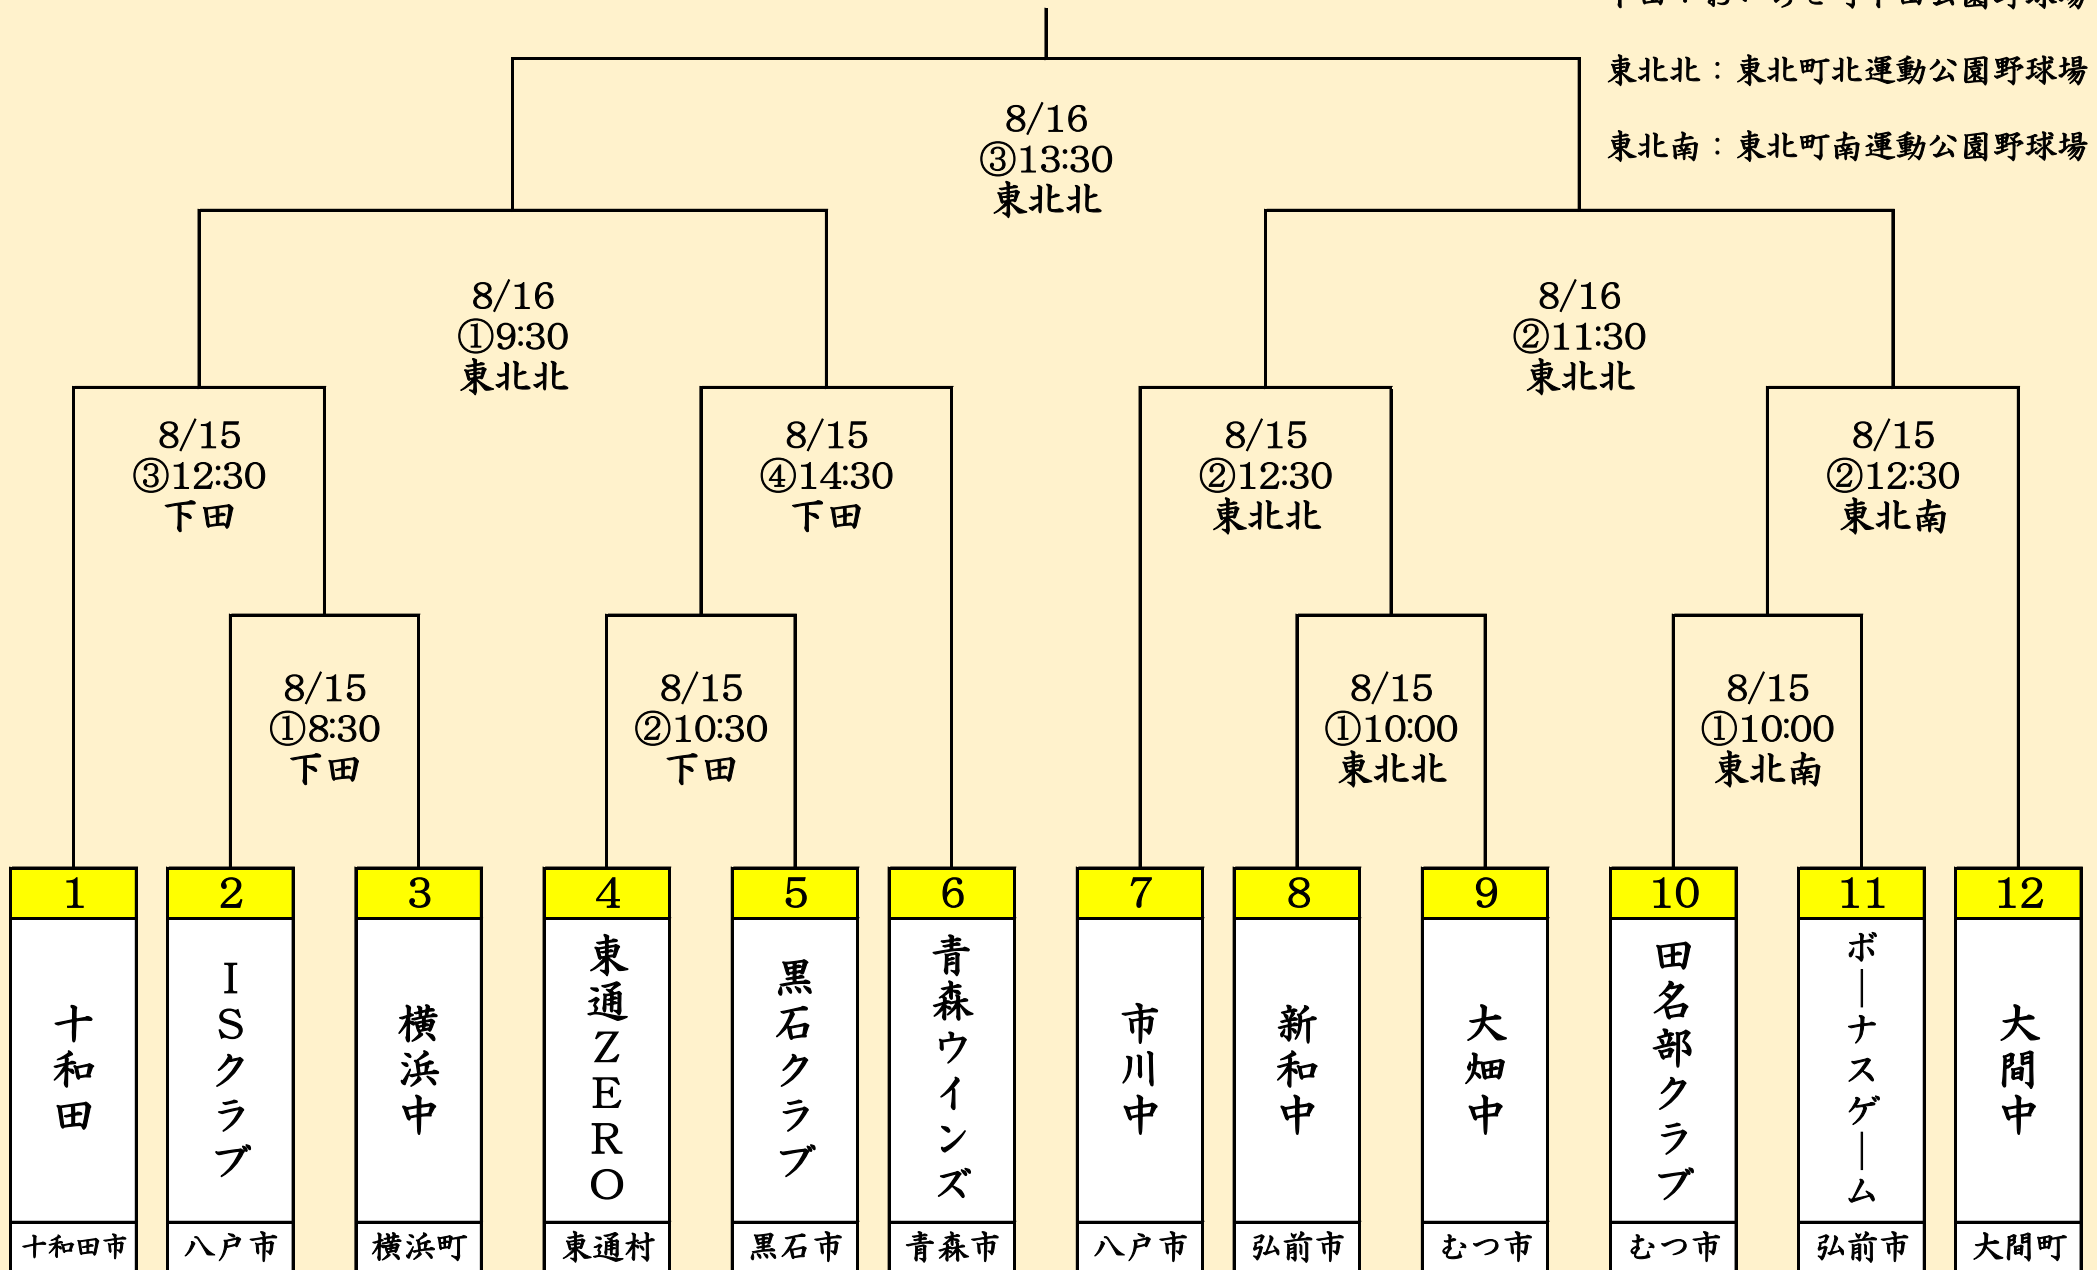 東北北：東北町北運動公園野球場
東北南：東北町南運動公園野球場
8/16
③13:30
東北北
8/16
①9:30
東北北
8/16
②11:30
東北北
8/15
③12:30
下田
8/15
④14:30
下田
8/15
②12:30
東北北
8/15
②12:30
東北南
8/15
①8:30
下田
8/15
②10:30
下田
8/15
①10:00
東北北
8/15
①10:00
東北南
1
十和田
十和田市
2
ISクラブ
八戸市
3
横浜中
横浜町
4
東通ZERO
東通村
5
黒石クラブ
黒石市
6
青森ウインズ
青森市
7
市川中
八戸市
8
新和中
弘前市
9
大畑中
むつ市
10
田名部クラブ
むつ市
11
ボーナスゲーム
弘前市
12
大間中
大間町